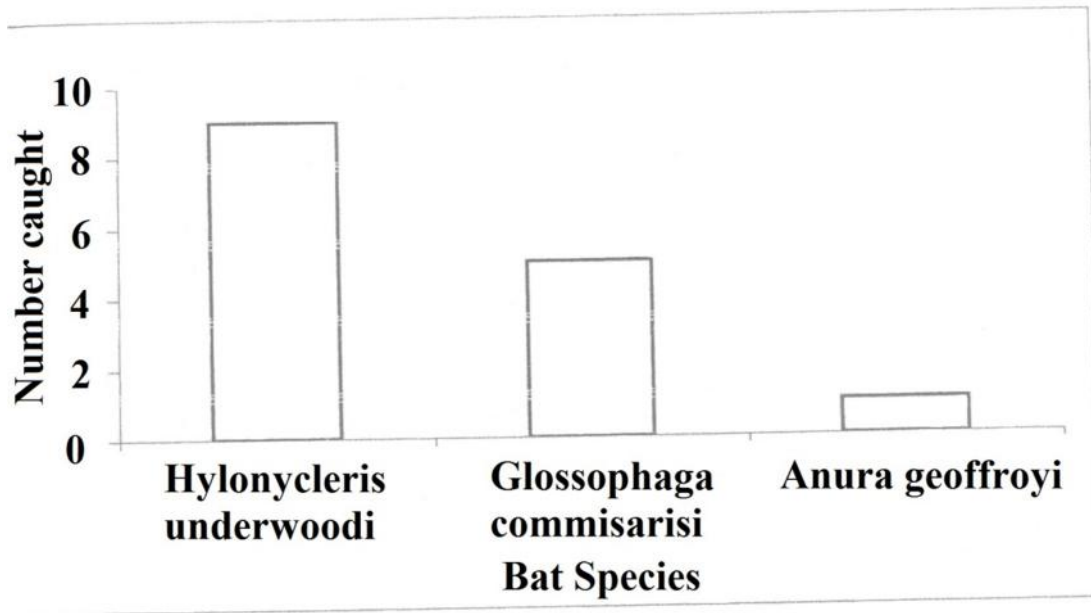 10
8
6
4
2
0
Number caught
Hylonycleris
underwoodi
Glossophaga
commisarisi
Anura geoffroyi
Bat Species